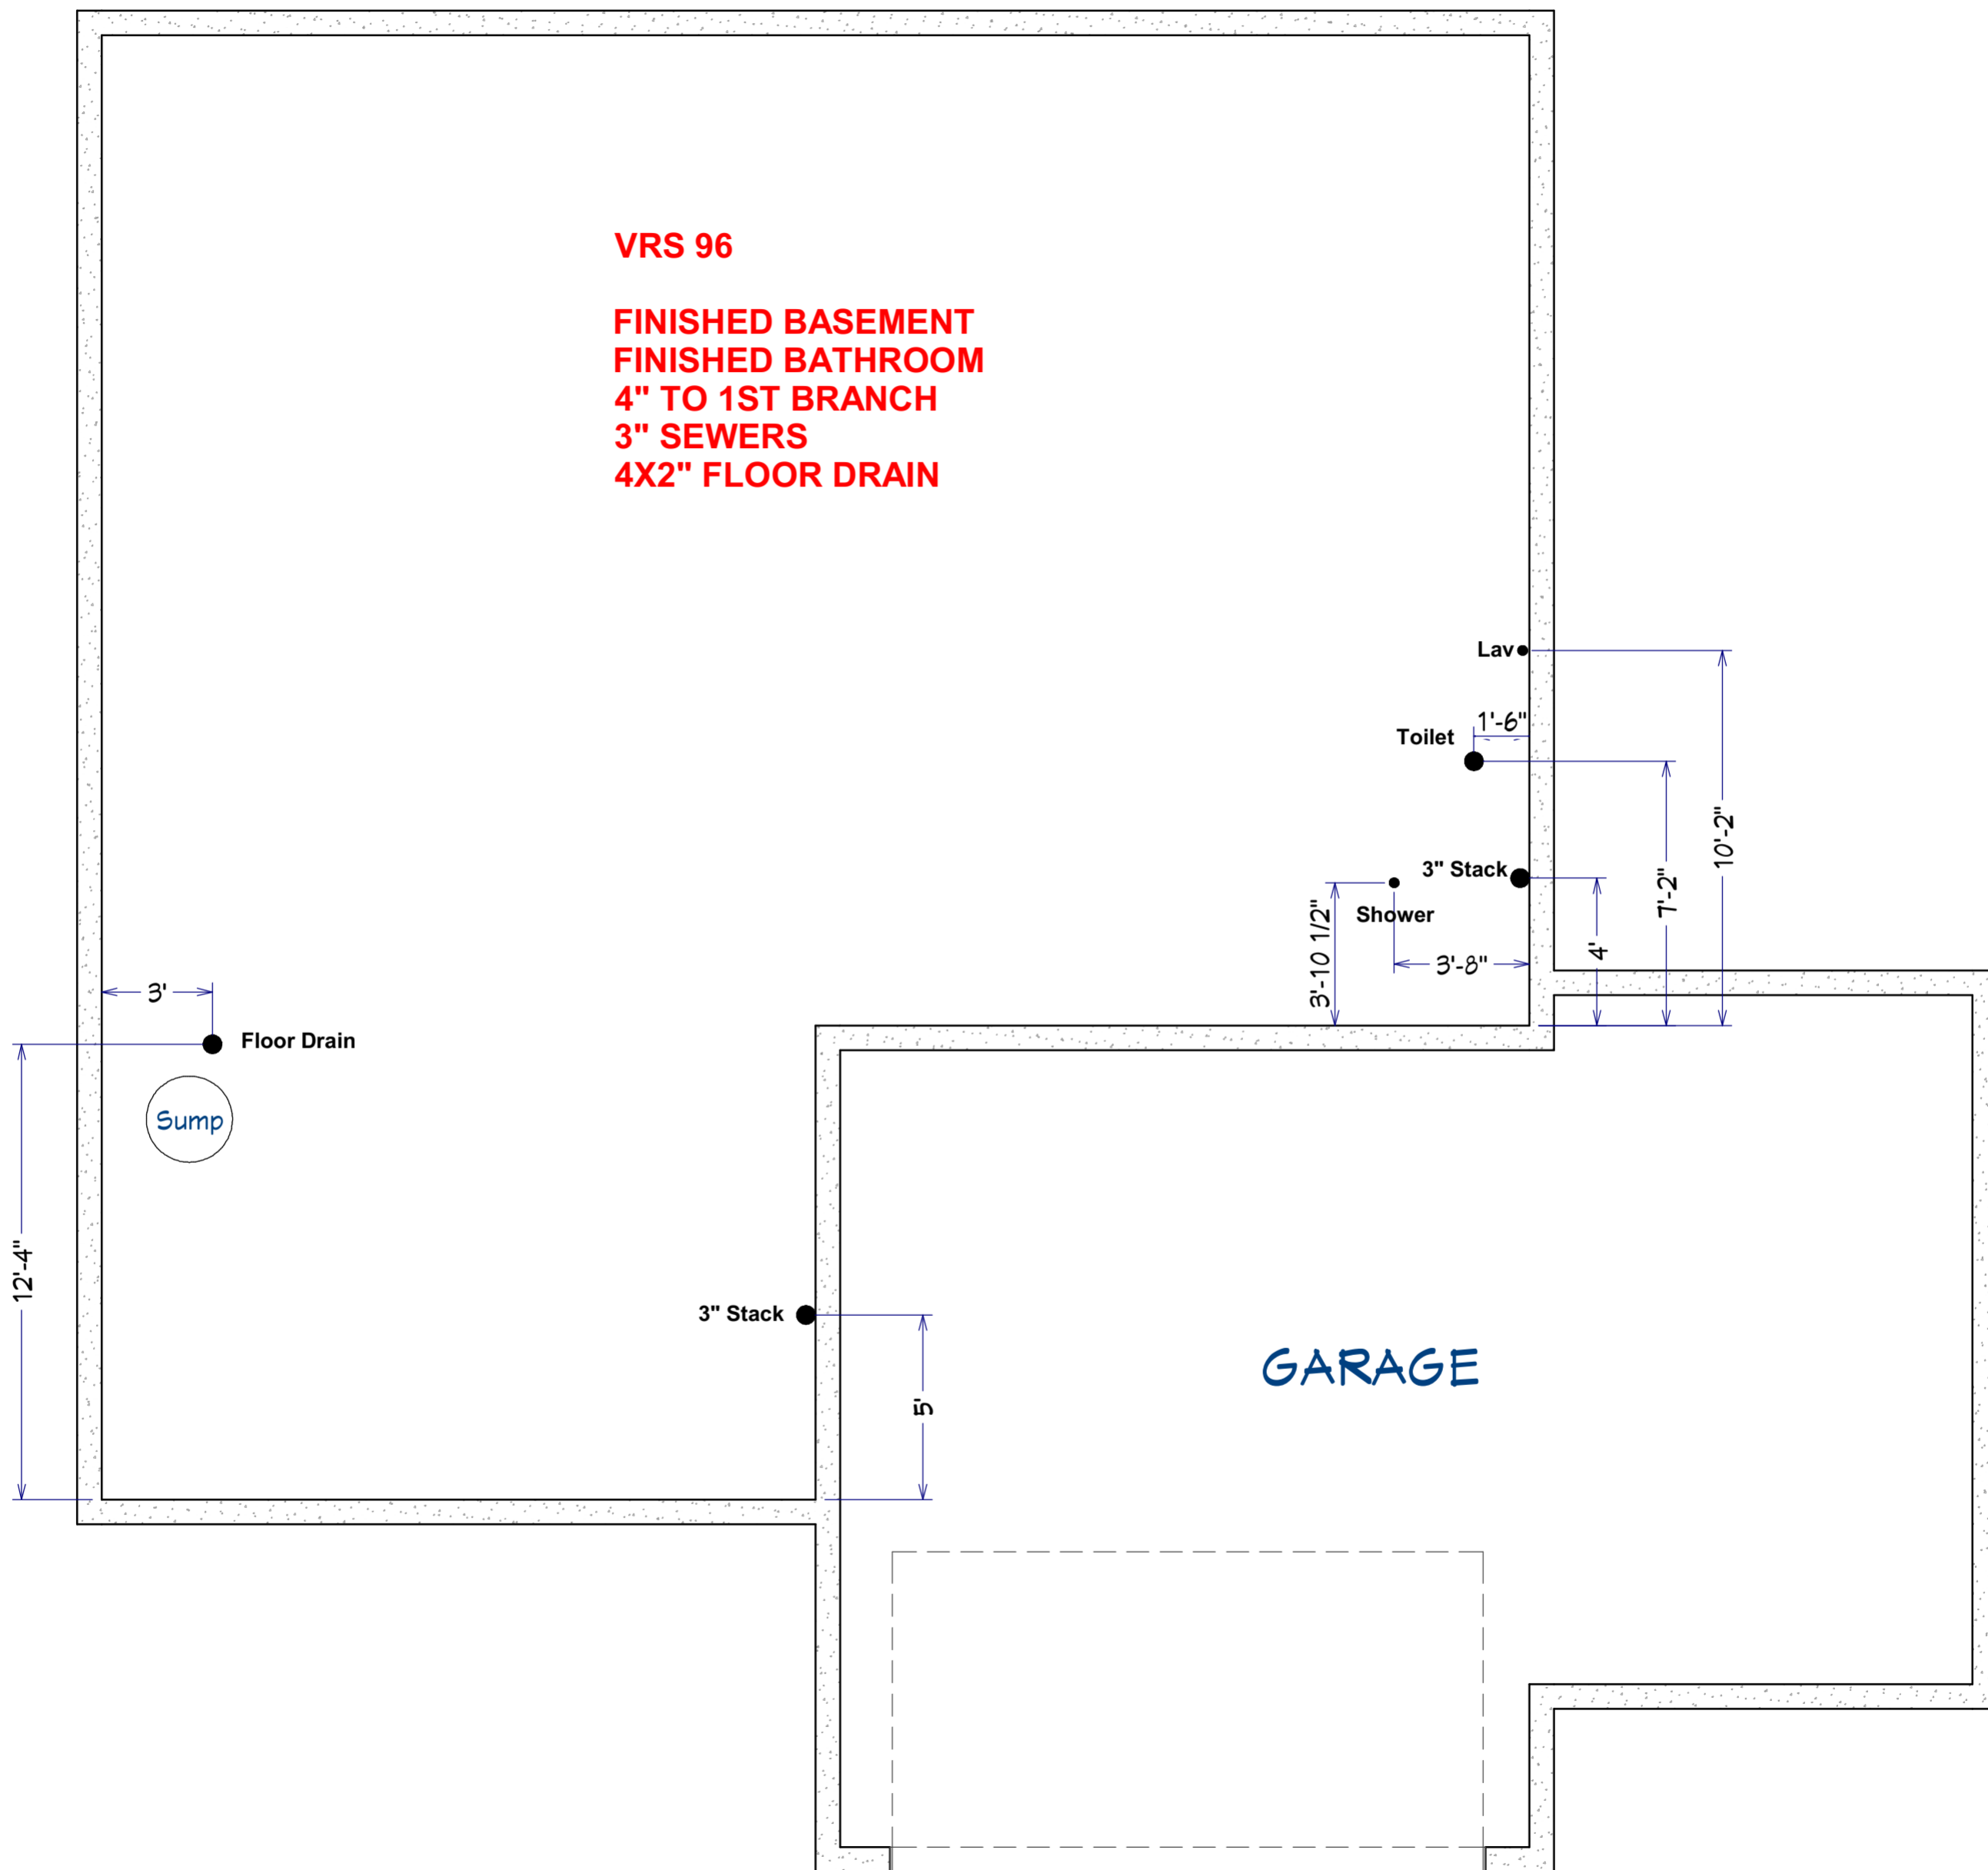 VRS 96
FINISHED BASEMENT
FINISHED BATHROOM
4" TO 1ST BRANCH
3" SEWERS
4X2" FLOOR DRAIN
Lav
1'-6"
Toilet
10'-2"
3" Stack
7'-2"
Shower
3'-10 1/2"
4'
3'-8"
3'
Floor Drain
Sump
12'-4"
3" Stack
GARAGE
5'